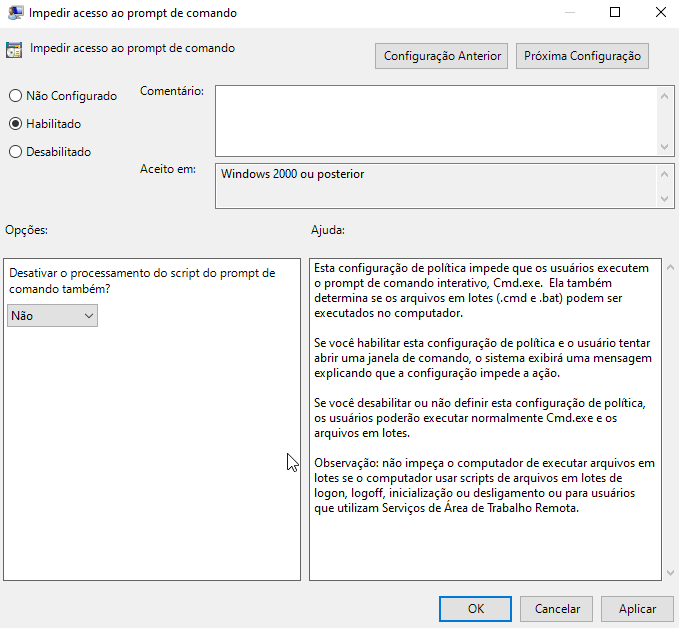 Impedir acesso ao prompt de comando
Impedir acesso ao prompt de comando
Configuração Anterior
Próxima Configuração
Não Configurado
Habilitado
Desabilitado
Comentário:
Aceito em:
Windows 2000 ou posterior
Opções:
Ajuda:
Desativar o processamento do script do prompt de
comando também?
Não
Esta configuração de política impede que os usuários executem
o prompt de comando interativo, Cmd.exe.  Ela também
determina se os arquivos em lotes (.cmd e .bat) podem ser
executados no computador.
Se você habilitar esta configuração de política e o usuário tentar
abrir uma janela de comando, o sistema exibirá uma mensagem
explicando que a configuração impede a ação.
Se você desabilitar ou não definir esta configuração de política,
os usuários poderão executar normalmente Cmd.exe e os
arquivos em lotes.
Observação: não impeça o computador de executar arquivos em
lotes se o computador usar scripts de arquivos em lotes de
logon, logoff, inicialização ou desligamento ou para usuários
que utilizam Serviços de Área de Trabalho Remota.
OK
Cancelar
Aplicar